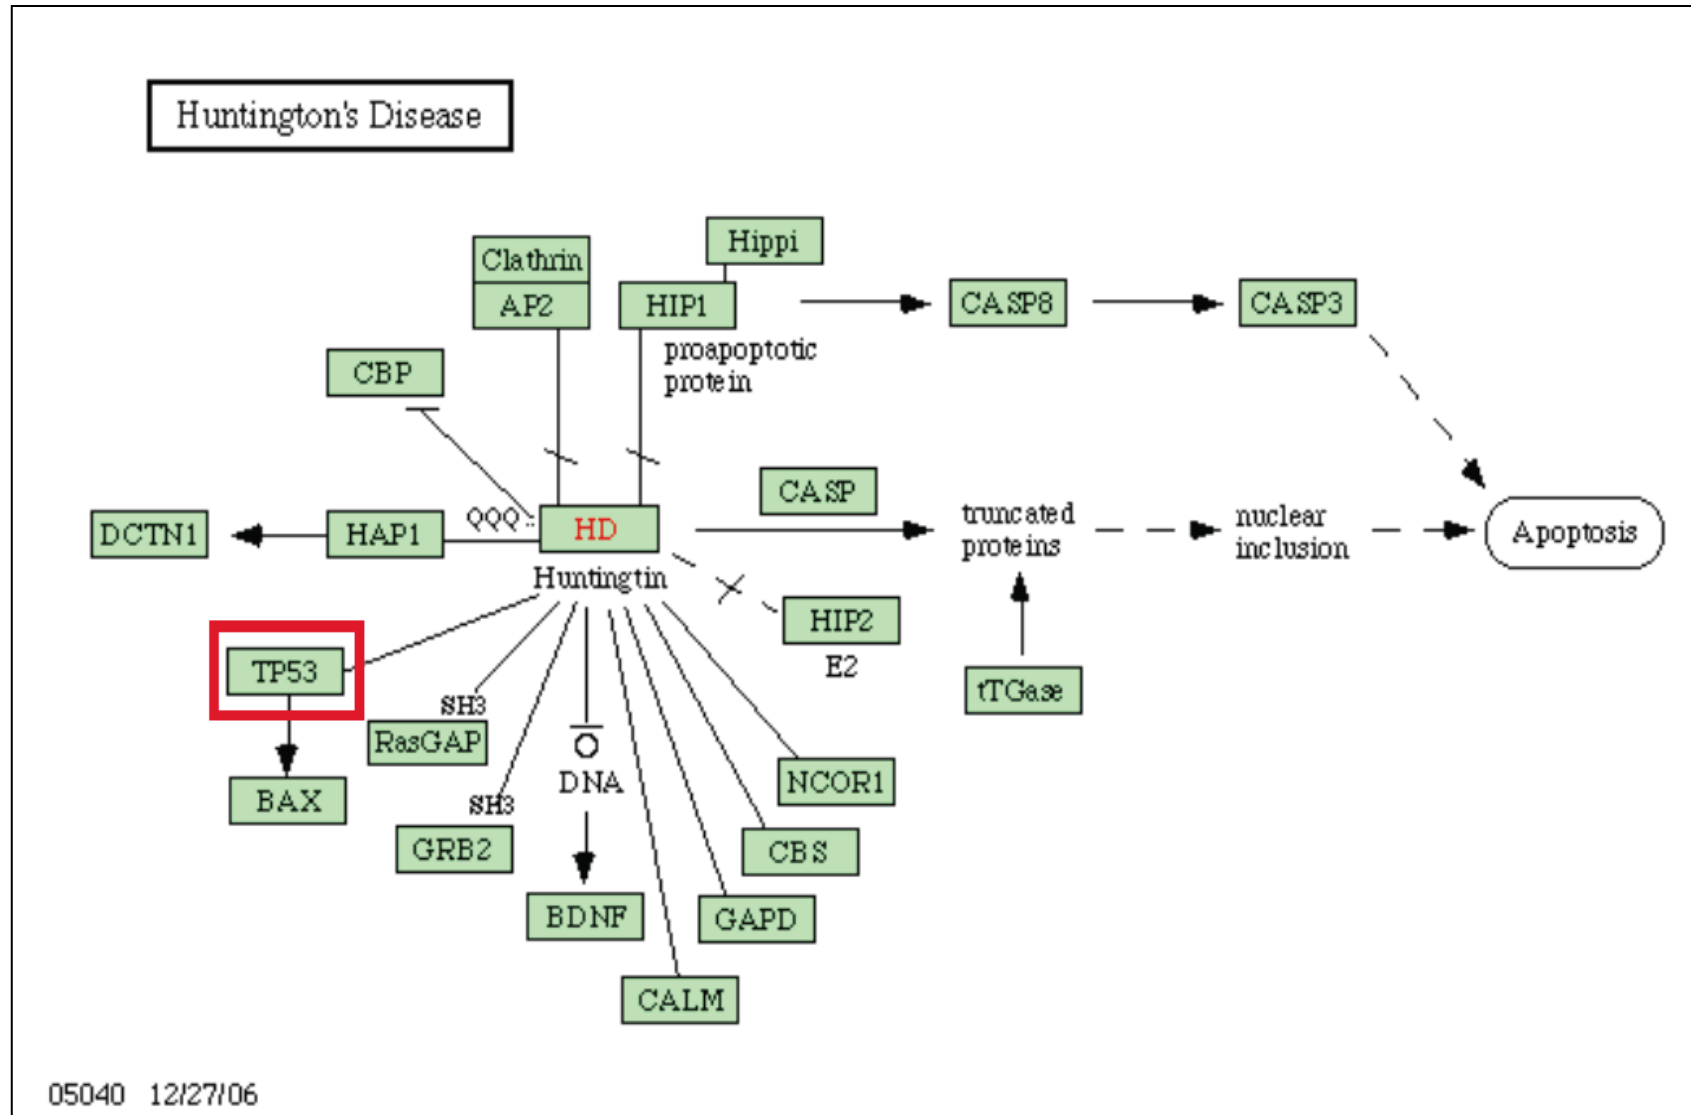 Huntington's Disease
Hippi
Clathrin
AP2
HIP1
CASP8
CASP3
proapoptotic
protein
CBP
CASP
QQQ::
HD
DCTN1
HAP1
truncated
proteins
nuclear
inclusion
Apoptosis
Huntingtin
HIP2
E2
TP53
tTGase
SH3
RasGAP
DNA
NCOR1
BAX
SH3
GRB2
CBS
BDNF
GAPD
CALM
05040 12/27/06